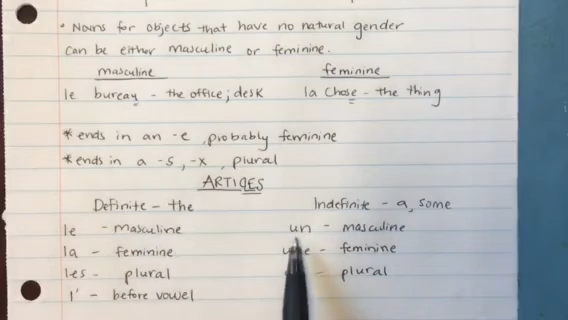 • Nouns for objects that have no natural gender
can be either masculine or feminine.
masculine feminine
le bureau - the office; desk la chose - the thing
* ends in an -e, probably feminine
* ends in a -s, -x, plural
ARTICLES
Definite - the Indefinite - a, some
le - masculine un - masculine
la - feminine - feminine
les - plural - plural
l' - before vowel